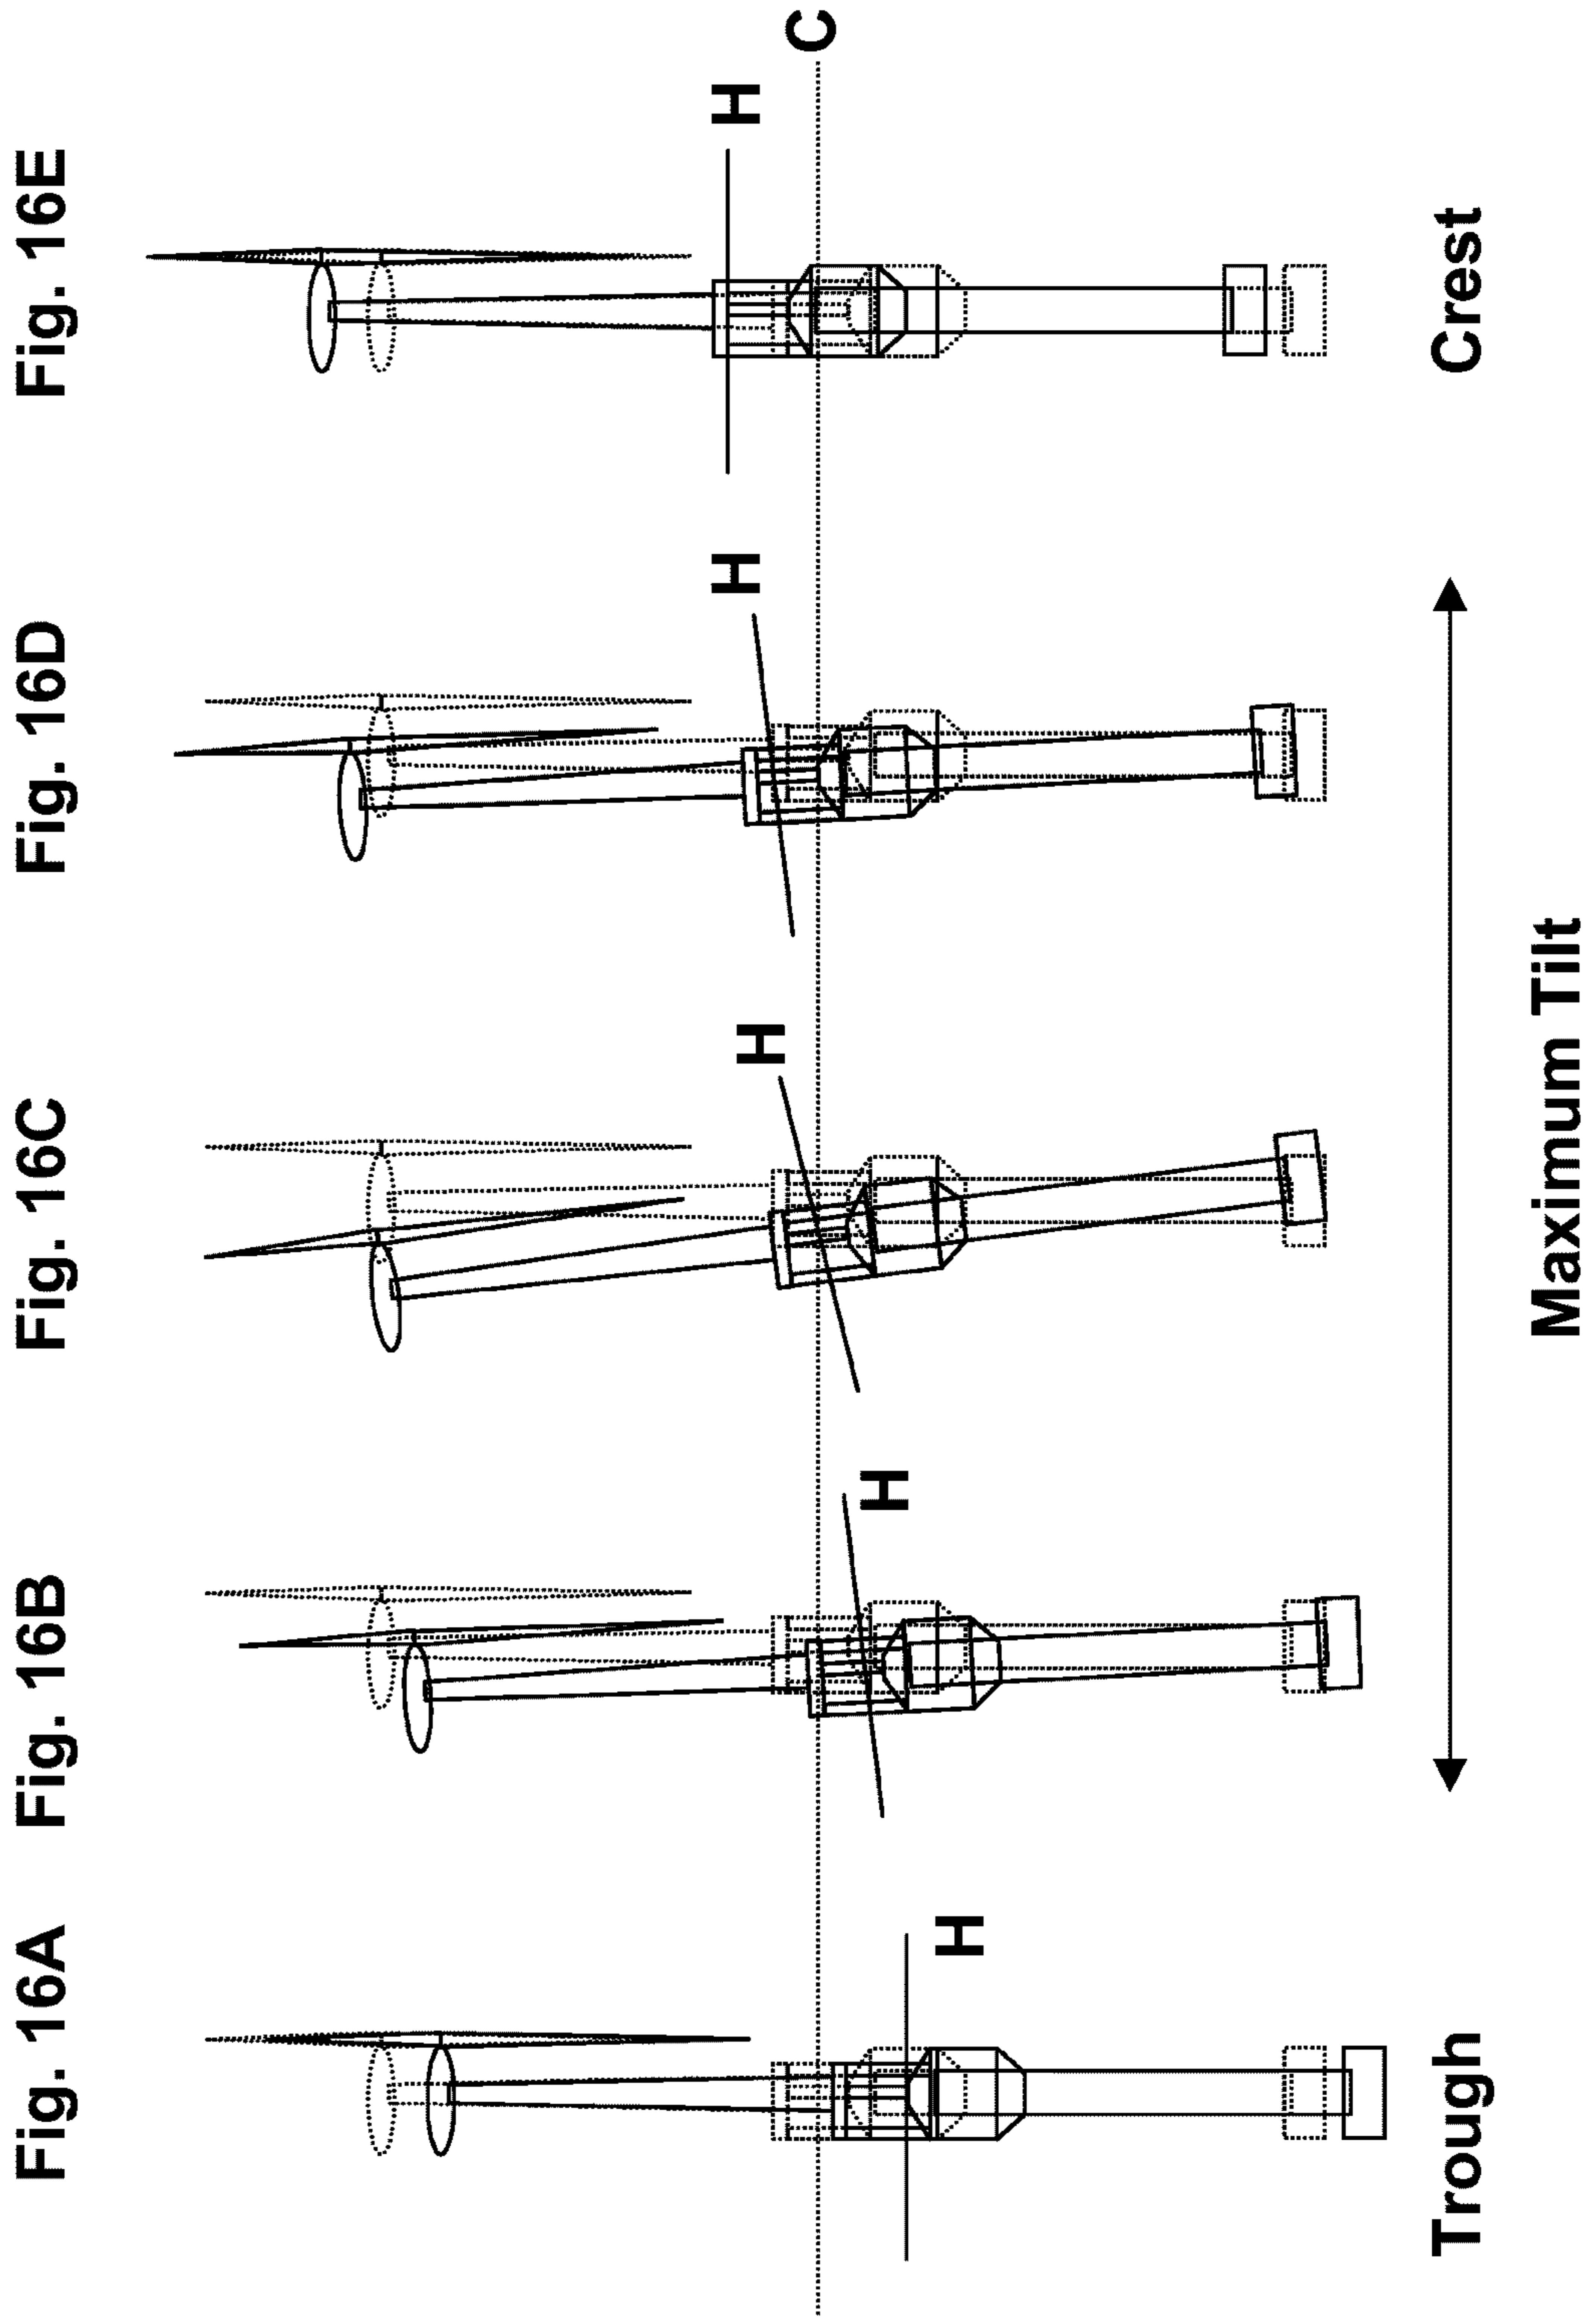 Fig. 16A
Fig. 16B
Fig. 16C
Fig. 16D
Fig. 16E
H
H
H
H
H
C
Trough
Crest
Maximum Tilt